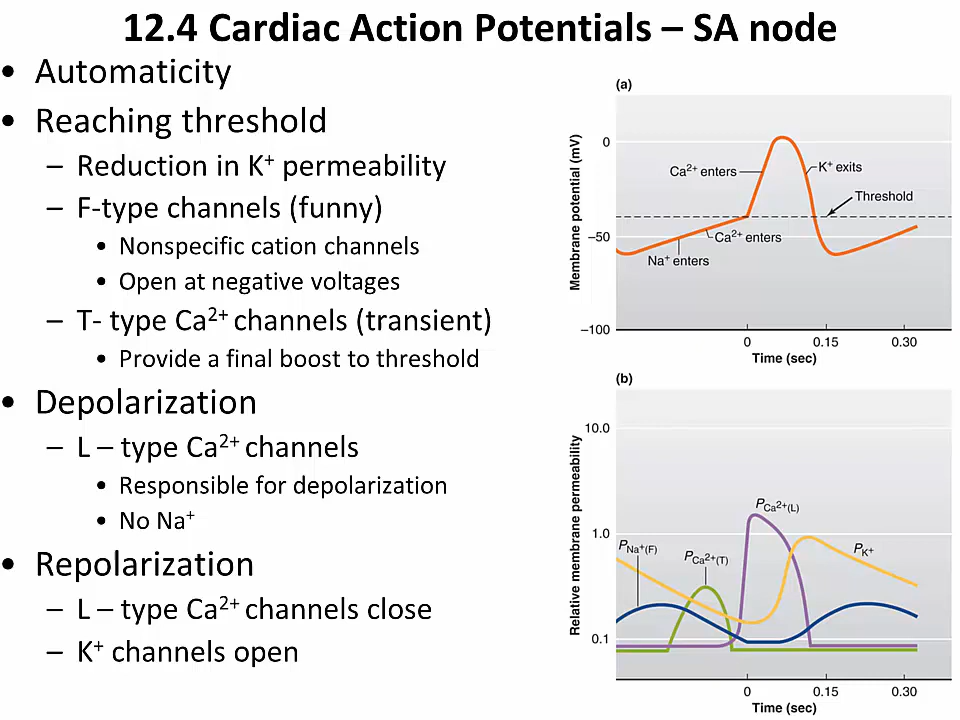 12.4 Cardiac Action Potentials – SA node
• Automaticity
• Reaching threshold
– Reduction in K⁺ permeability
– F-type channels (funny)
• Nonspecific cation channels
• Open at negative voltages
– T- type Ca²⁺ channels (transient)
• Provide a final boost to threshold
• Depolarization
– L – type Ca²⁺ channels
• Responsible for depolarization
• No Na⁺
• Repolarization
– L – type Ca²⁺ channels close
– K⁺ channels open
(a)
Membrane potential (mV)
0
–50
–100
Ca²⁺ enters
K⁺ exits
Threshold
Ca²⁺ enters
Na⁺ enters
0 0.15 0.30
Time (sec)
(b)
Relative membrane permeability
10.0
1.0
0.1
PCa²⁺(L)
PNa⁺(F)
PCa²⁺(T)
PK⁺
0 0.15 0.30
Time (sec)